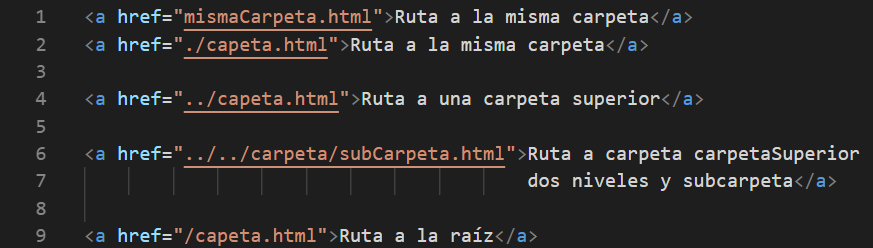 1 <a href="mismaCarpeta.html">Ruta a la misma carpeta</a>
2 <a href="./capeta.html">Ruta a la misma carpeta</a>
3
4 <a href="../capeta.html">Ruta a una carpeta superior</a>
5
6 <a href="../../carpeta/subCarpeta.html">Ruta a carpeta carpetaSuperior
7 dos niveles y subcarpeta</a>
8
9 <a href="/capeta.html">Ruta a la raíz</a>